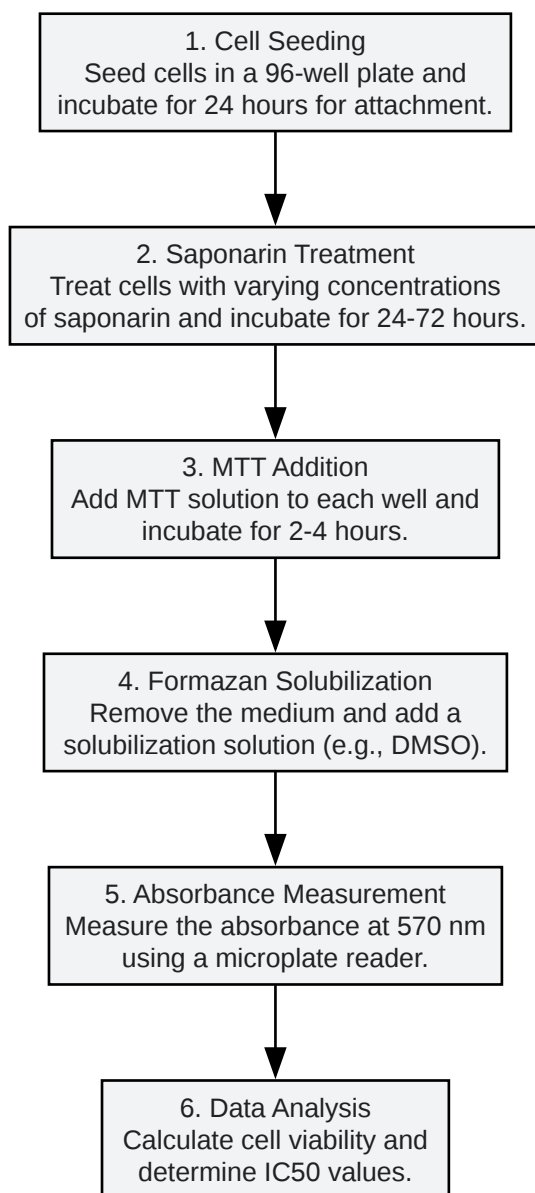 1. Cell Seeding
Seed cells in a 96-well plate and
incubate for 24 hours for attachment.
2. Saponarin Treatment
Treat cells with varying concentrations
of saponarin and incubate for 24-72 hours.
3. MTT Addition
Add MTT solution to each well and
incubate for 2-4 hours.
4. Formazan Solubilization
Remove the medium and add a
solubilization solution (e.g., DMSO).
5. Absorbance Measurement
Measure the absorbance at 570 nm
using a microplate reader.
6. Data Analysis
Calculate cell viability and
determine IC50 values.